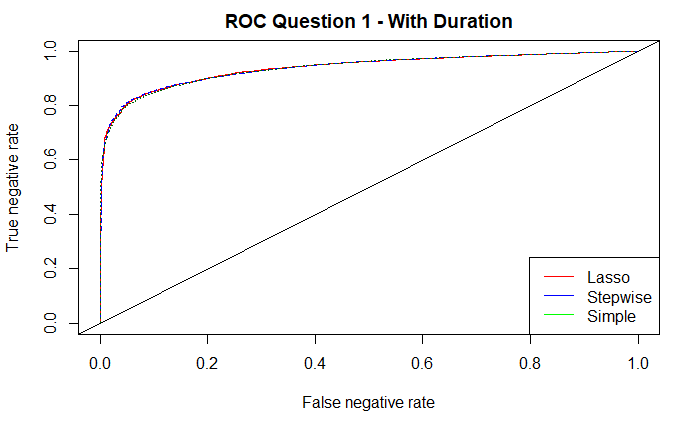 ROC Question 1 - With Duration
True negative rate
1.0
0.8
0.6
0.4
0.2
0.0
Lasso
Stepwise
Simple
0.0 0.2 0.4 0.6 0.8 1.0
False negative rate